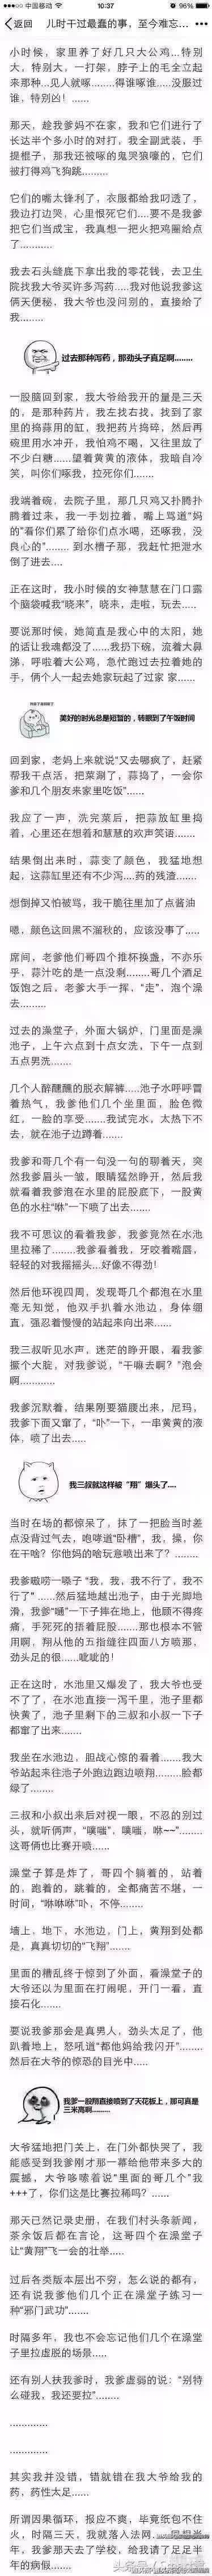 中国移动 10:37 96%
返回 儿时干过最蠢的事，至今难忘...
小时候，家里养了好几只大公鸡...特别
大，特别大，一打架，脖子上的毛全立起
来那种...见人就啄........得谁啄谁.....没服过
谁，特别凶！......
那天，趁我爹妈不在家，我和它们进行了
长达半个多小时的对打，我全副武装，手
提棍子，那我还被啄的鬼哭狼嚎的，它们
被打得鸡飞狗跳.........
它们的嘴太锋利了，衣服都给我叨透了，
我边打边哭，心里恨死它们....要不是我爹
把它们当成宝，我真想一把火把鸡圈给点
了............
我去石头缝底下拿出我的零花钱，去卫生
院找我大爷买许多泻药.....我对他说我爹这
俩天便秘，我大爷也没问别的，直接给了
我........
过去那种泻药，那劲头子真足啊........
一股脑回到家，我大爷给我开的量是三天
的，是那种药片，我左找右找，找到了家
里的捣蒜用的缸，我把药片捣碎，然后再
碗里用水冲开，我怕鸡不喝，又往里放了
不少白糖......望着黄黄的液体，我暗自冷
笑，叫你们啄我，拉死你们.......
我端着碗，去院子里，那几只鸡又扑腾扑
腾着过来，我一手划拉着，嘴上骂道"妈
的"看你们累了给你们点水喝，还啄我，没
良心的"........ 到水槽子那，我赶忙把泄水
倒了进去....
正在这时，我小时候的女神慧慧在门口露
个脑袋喊我"晓来"，晓来，走啦，玩去.....
要说那时候，她简直是我心中的太阳，她
的话让我魂都没了......我扔下碗，流着大鼻
涕，呼啦着大公鸡，急忙跑过去拉着她的
手，俩个人一起去她家玩起了过家 家......
美好的时光总是短暂的，转眼到了午饭时间
回到家，老妈上来就说"又去哪疯了，赶紧
帮我干点活，把菜涮了，蒜捣了，一会你
爹和几个朋友来家里吃饭"......
我应了一声，洗完菜后，把蒜放缸里捣
着，心里还在想着和慧慧的欢声笑语.......
结果倒出来时，蒜变了颜色，我猛地想
起，这蒜缸里还有不少泻....药的残渣.......
想倒掉又怕被骂，我干脆往里加了点酱油
嗯，颜色这回黑不溜秋的，应该没事了.....
席间，老爹他们哥四个推杯换盏，不亦乐
乎，蒜汁吃的是一点没剩........哥几个酒足
饭饱之后，老爹大手一挥，"走"，泡个澡
去.........
过去的澡堂子，外面大锅炉，门里面是澡
池子，上午六点到十点女洗，下午一点到
五点男洗.......
几个人醉醺醺的脱衣解裤.....池子水呼呼冒
着热气，我爹他们几个坐里面，脸色微
红，一脸的享受.......我试完水，太热下不
去，就在池子边蹲着.......
我爹和哥几个有一句没一句的聊着天，突
然我爹眉头一皱，眼睛猛然睁开，然后我
就看着我爹泡在水里的屁股底下，一股黄
色的水柱"咻"一下喷了出去......
我不可思议的看着我爹，我爹竟然在水池
里拉稀了........我爹看着我，牙咬着嘴唇，
轻轻的对我摇摇头...好像不得劲!
然后他环视四周，发现哥几个都泡在水里
毫无知觉，他双手扒着水池边，身体绷
直，强忍着慢慢的站起来向出来......
我三叔听见水声，迷茫的睁开眼，看我爹
撅个大腚，对我爹说，"干嘛去啊？"泡会
啊............
我爹沉默着，结果刚要猫腰出来，尼玛，
我爹下面又窜了，"卟"一下，一串黄黄的液
体，喷了出去.....
我三叔就这样被“翔”爆头了....
当时在场的都惊呆了，抹了一把脸当时差
点没背过气去，咆哮道"卧槽"，我，操，你
在干啥？你他妈的啥玩意喷出来了？........
我爹嗷唠一嗓子 "我，我，我不行了，我不
行了" ......然后猛地越出池子，由于光脚地
滑，我爹"嗵"一下子摔在地上，他顾不得疼
痛，手死死的捂着屁股......那也根本不管
用啊，翔从他的五指缝往四面八方喷那，
劲头足的很......呲呲的!
正在这时，水池里又爆发了，我大爷也受
不了了，在水池直接一泻千里，池子里都
快黄了，池子里剩下的三叔和小叔一下子
都窜了出来......
我坐在水池边，胆战心惊的看着.......我大
爷站起来往池子外跑边跑边喷翔.........脸都
绿了.......
三叔和小叔出来后对视一眼，不忍的别过
头，就听俩声，"噗嗤"，噗嗤，咻~~"........
这哥俩也比赛开喷.....
澡堂子算是炸了，哥四个躺着的，站着
的，跑着的，跳着的，全都痛苦不堪，一
时间，"咻咻咻"卟，不停........
墙上，地下，水池边，门上，黄翔到处都
是，真真切切的"飞翔".......
里面的糟乱终于惊到了外面，看澡堂子的
大爷还以为里面在打闹呢，开门一看，直
接石化......
要说我爹那会是真男人，劲头太足了，他
趴着地上，怒吼道"都他妈给我闪开"......
然后在大爷的惊恐的目光中.....
我爹一股翔直接喷到了天花板上，那可真是
三米高啊.........
大爷猛地把门关上，在门外都快哭了，我
能感受到我爹刚才那一幕给他带来多大的
震撼，大爷哆嗦着说"里面的哥几个"我
+++了，你们这是比赛拉稀吗？......
那天已然记录史册，在我们村头条新闻，
茶余饭后都在言论，这哥四个在澡堂子
让"黄翔"飞一会的壮举.....
过后各类版本层出不穷，怎么说的都有，
还有说我爹他们几个正在澡堂子练习一
种"邪门武功".......
时隔多年，我也不会忘记他们几个在澡堂
子里拉虚脱的场景....
还有别人扶我爹时，我爹虚弱的说："别特
么碰我，我还要拉"........
.............
.............
其实我并没错，错就错在我大爷给我的
药，药性太足......
所谓因果循环，报应不爽，毕竟纸包不住
火，时隔三天，我就落入法网.....
年，我爹那天去了学校，给我请了足足半
年的病假.......